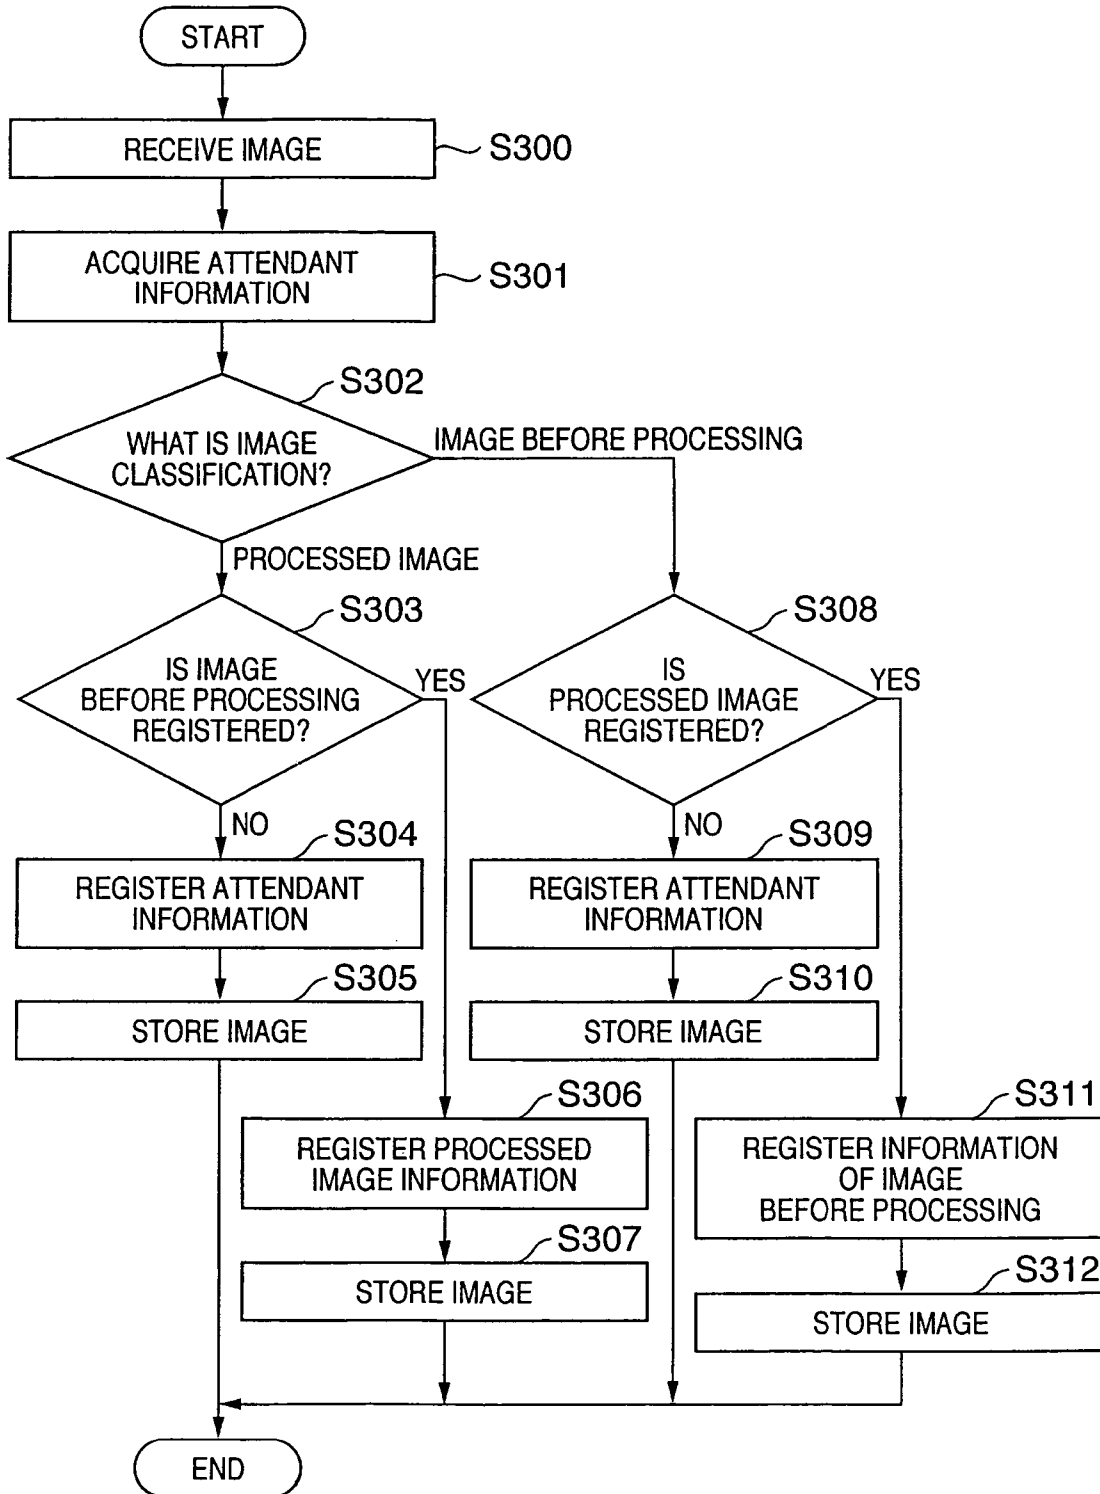 START
RECEIVE IMAGE
S300
ACQUIRE ATTENDANT
INFORMATION
S301
S302
WHAT IS IMAGE
CLASSIFICATION?
IMAGE BEFORE PROCESSING
PROCESSED IMAGE
S303
IS IMAGE
BEFORE PROCESSING
REGISTERED?
YES
NO
S304
REGISTER ATTENDANT
INFORMATION
S305
STORE IMAGE
S306
REGISTER PROCESSED
IMAGE INFORMATION
S307
STORE IMAGE
S308
IS
PROCESSED IMAGE
REGISTERED?
YES
NO
S309
REGISTER ATTENDANT
INFORMATION
S310
STORE IMAGE
S311
REGISTER INFORMATION
OF IMAGE
BEFORE PROCESSING
S312
STORE IMAGE
END